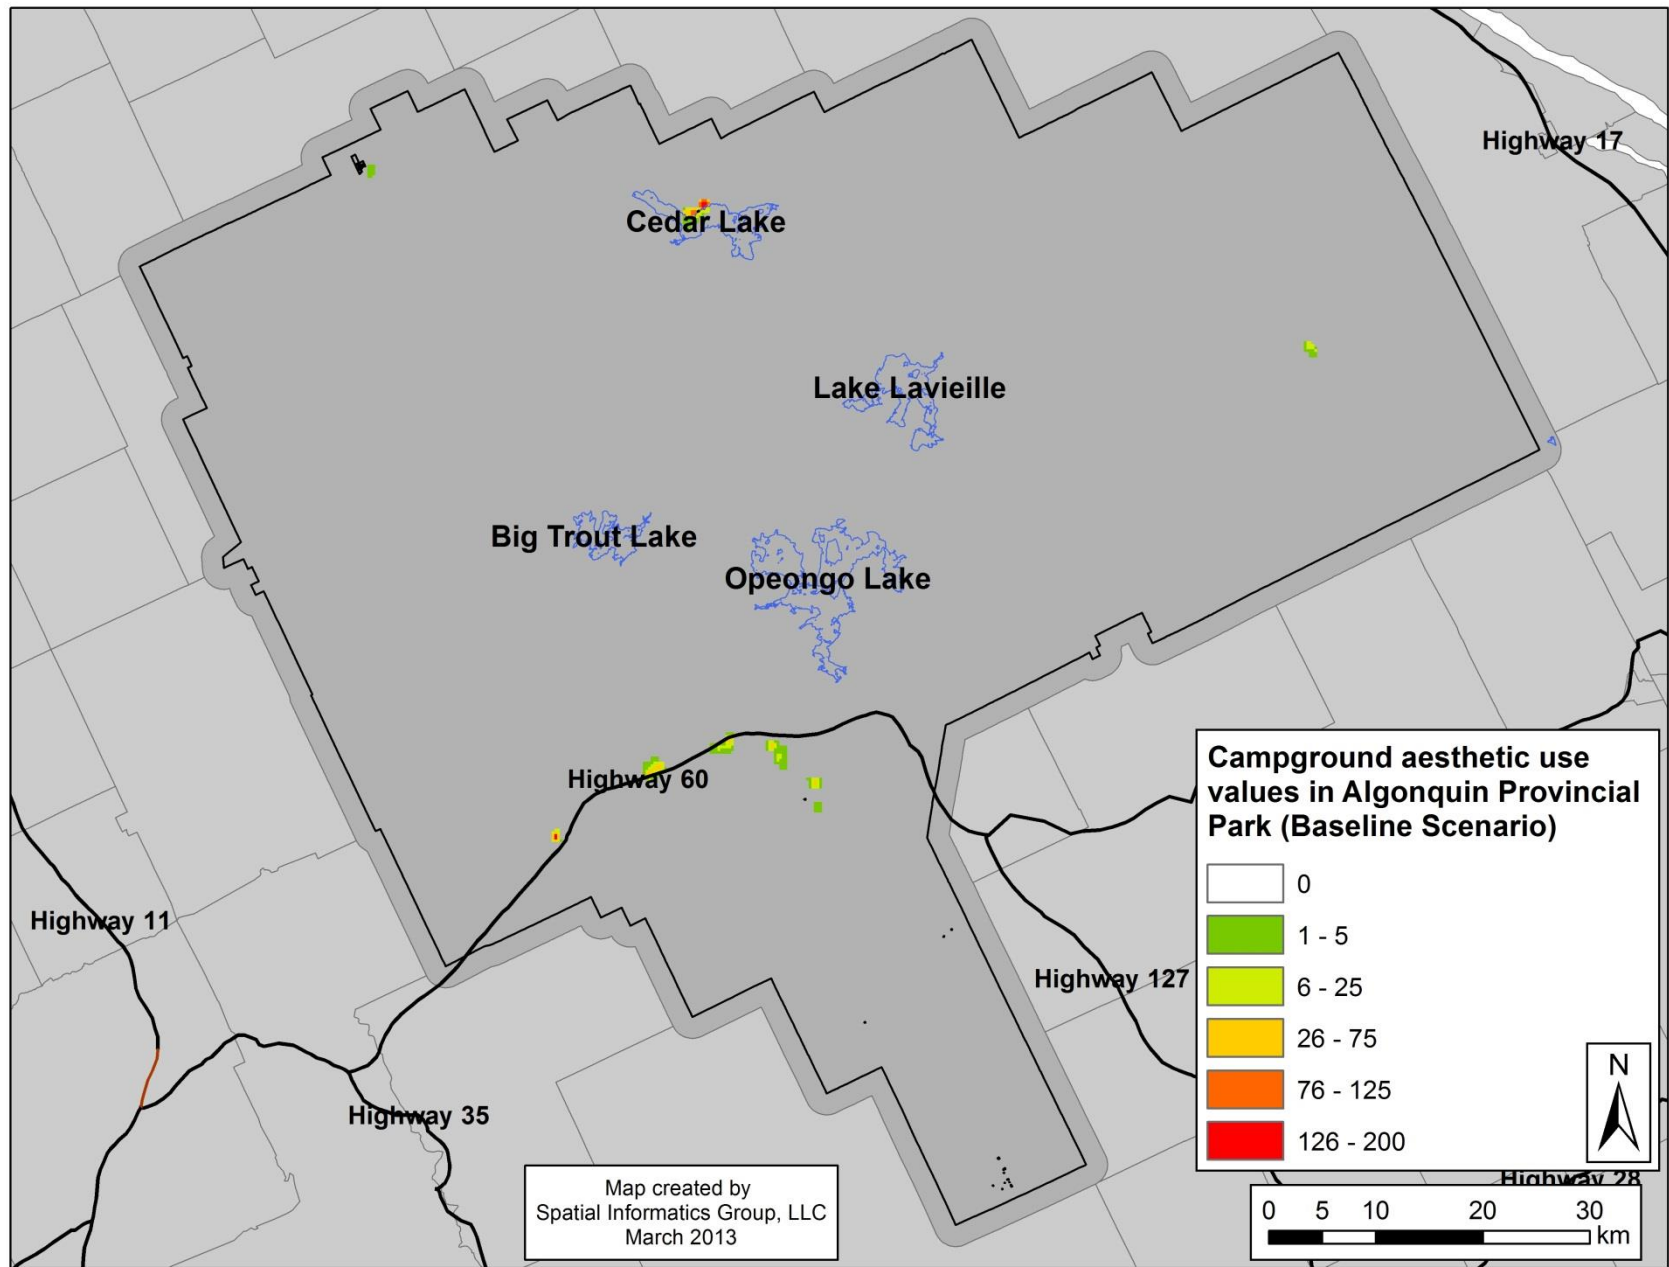 Highway 17
Cedar Lake
Lake Lavieille
Big Trout Lake
Opeongo Lake
Highway 60
Highway 11
Highway 127
Highway 35
Highway 28
Campground aesthetic use
values in Algonquin Provincial
Park (Baseline Scenario)
0
1 - 5
6 - 25
26 - 75
76 - 125
126 - 200
N
Map created by
Spatial Informatics Group, LLC
March 2013
0 5 10 20 30
km